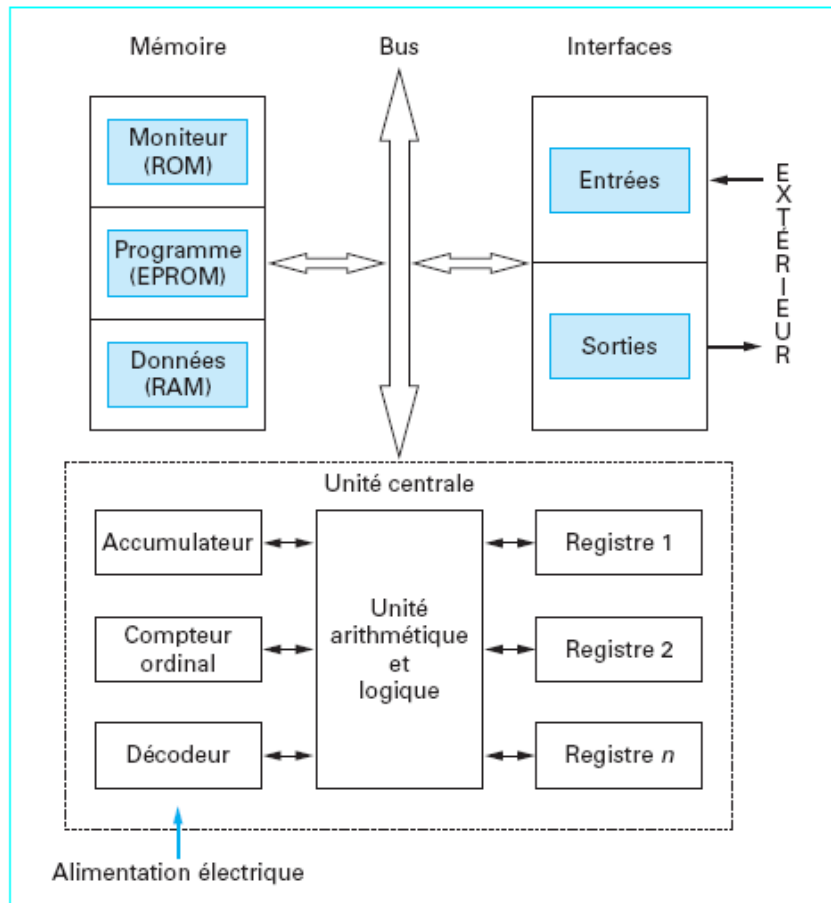 Mémoire
Bus
Interfaces
Moniteur
(ROM)
Programme
(EPROM)
Données
(RAM)
Entrées
Sorties
EXTÉRIEUR
Unité centrale
Accumulateur
Compteur
ordinal
Décodeur
Unité
arithmétique
et
logique
Registre 1
Registre 2
Registre n
Alimentation électrique